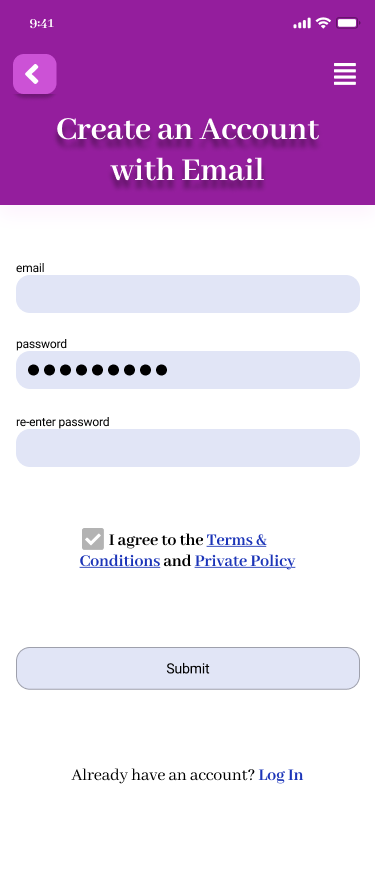 9:41
Create an Account
with Email
email
password
re-enter password
I agree to the Terms &
Conditions and Private Policy
Submit
Already have an account? Log In